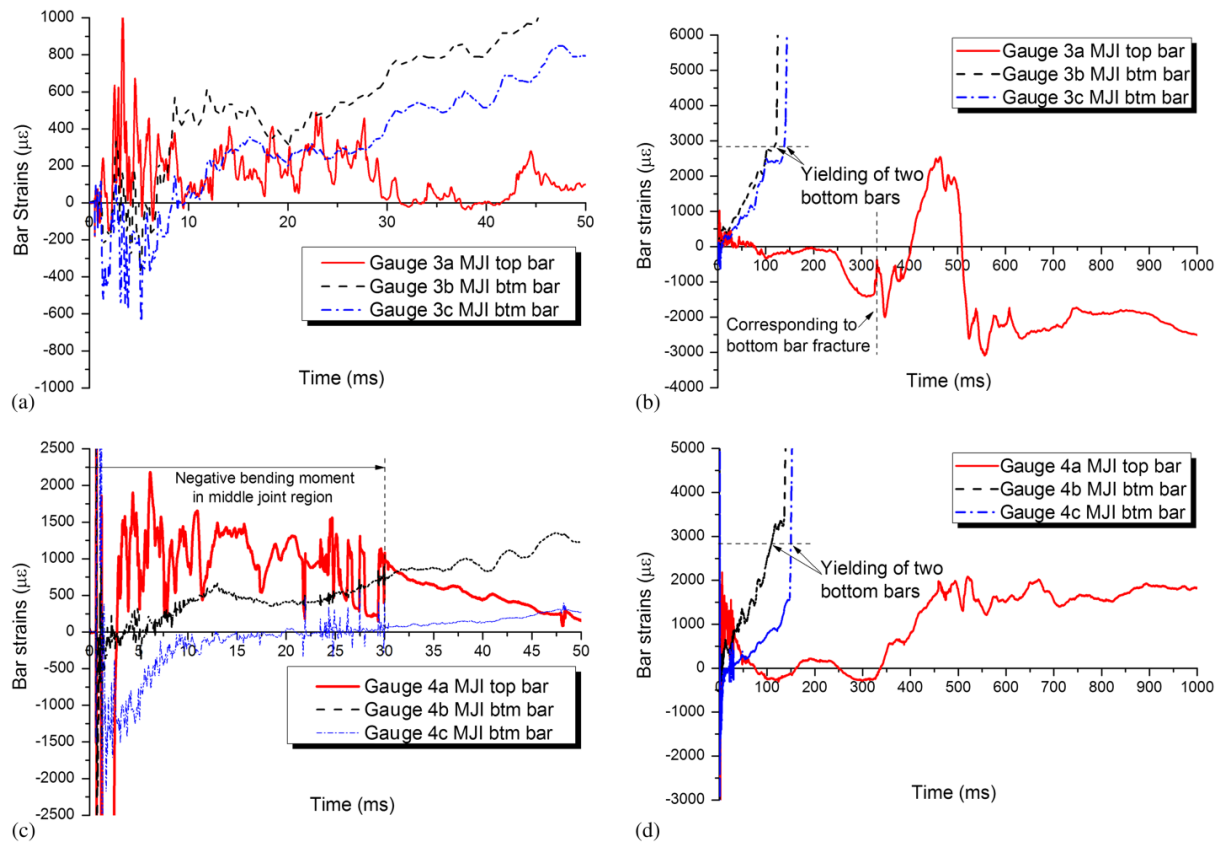 (a)
Bar Strains (με)
1000
800
600
400
200
0
-200
-400
-600
-800
-1000
0 10 20 30 40 50
Gauge 3a MJI top bar
Gauge 3b MJI btm bar
Gauge 3c MJI btm bar
Time (ms)
(b)
Bar strains (με)
6000
5000
4000
3000
2000
1000
0
-1000
-2000
-3000
-4000
0 100 200 300 400 500 600 700 800 900 1000
Gauge 3a MJI top bar
Gauge 3b MJI btm bar
Gauge 3c MJI btm bar
Yielding of two
bottom bars
Corresponding to
bottom bar fracture
Time (ms)
(c)
Bar strains (με)
2500
2000
1500
1000
500
0
-500
-1000
-1500
-2000
-2500
0 5 10 15 20 25 30 35 40 45 50
Negative bending moment
in middle joint region
Gauge 4a MJI top bar
Gauge 4b MJI btm bar
Gauge 4c MJI btm bar
Time (ms)
(d)
Bar strains (με)
5000
4000
3000
2000
1000
0
-1000
-2000
-3000
0 100 200 300 400 500 600 700 800 900 1000
Gauge 4a MJI top bar
Gauge 4b MJI btm bar
Gauge 4c MJI btm bar
Yielding of two
bottom bars
Time (ms)